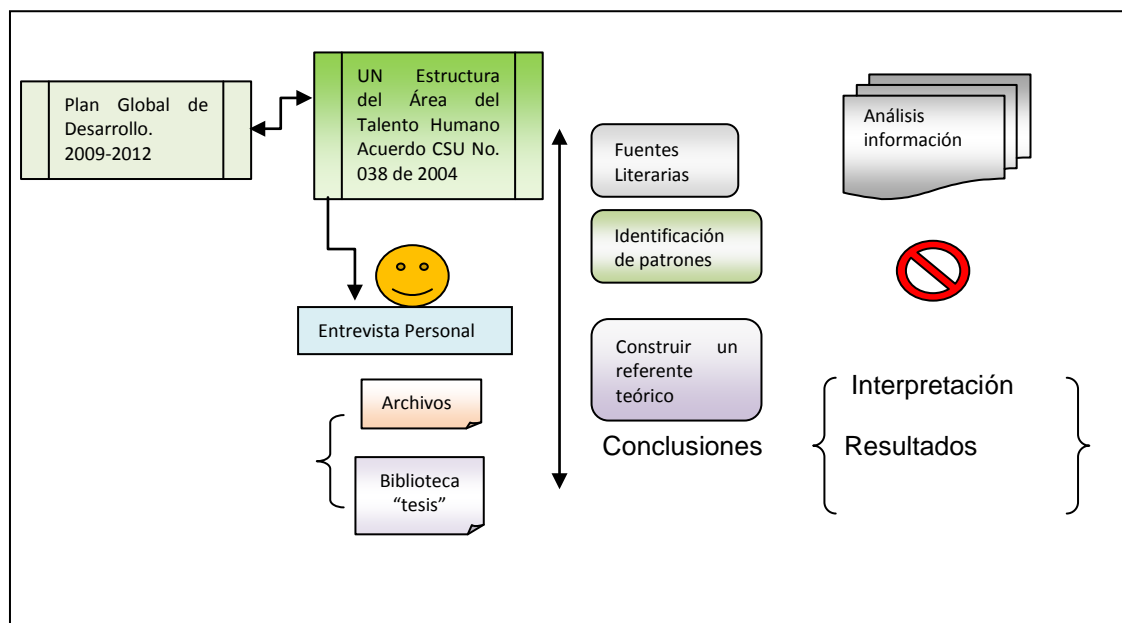 Plan Global de
Desarrollo.
2009-2012
UN Estructura
del Área del
Talento Humano
Acuerdo CSU No.
038 de 2004
Entrevista Personal
Archivos
Biblioteca
“tesis”
Fuentes
Literarias
Identificación
de patrones
Construir un
referente
teórico
Conclusiones
Análisis
información
Interpretación
Resultados